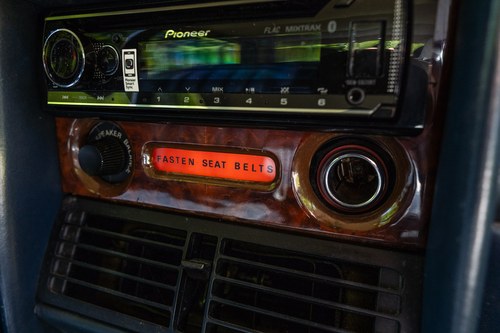 Pioneer
FLAC MIXTRAX
1 2 3 4 5 6
SPEAKER BALANCE
FASTEN SEAT BELTS